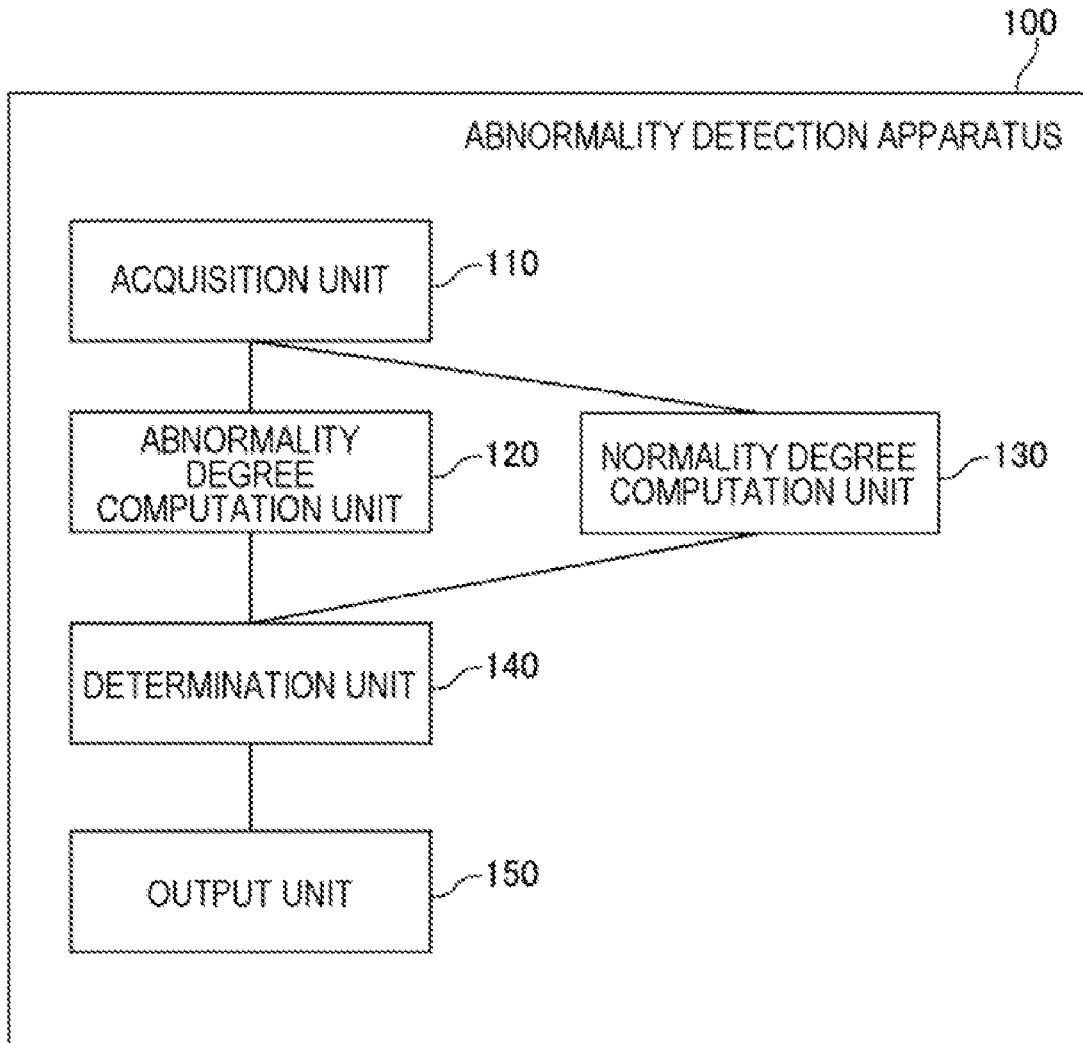 100
ABNORMALITY DETECTION APPARATUS
ACQUISITION UNIT
110
ABNORMALITY
DEGREE
COMPUTATION UNIT
120
NORMALITY DEGREE
COMPUTATION UNIT
130
DETERMINATION UNIT
140
OUTPUT UNIT
150